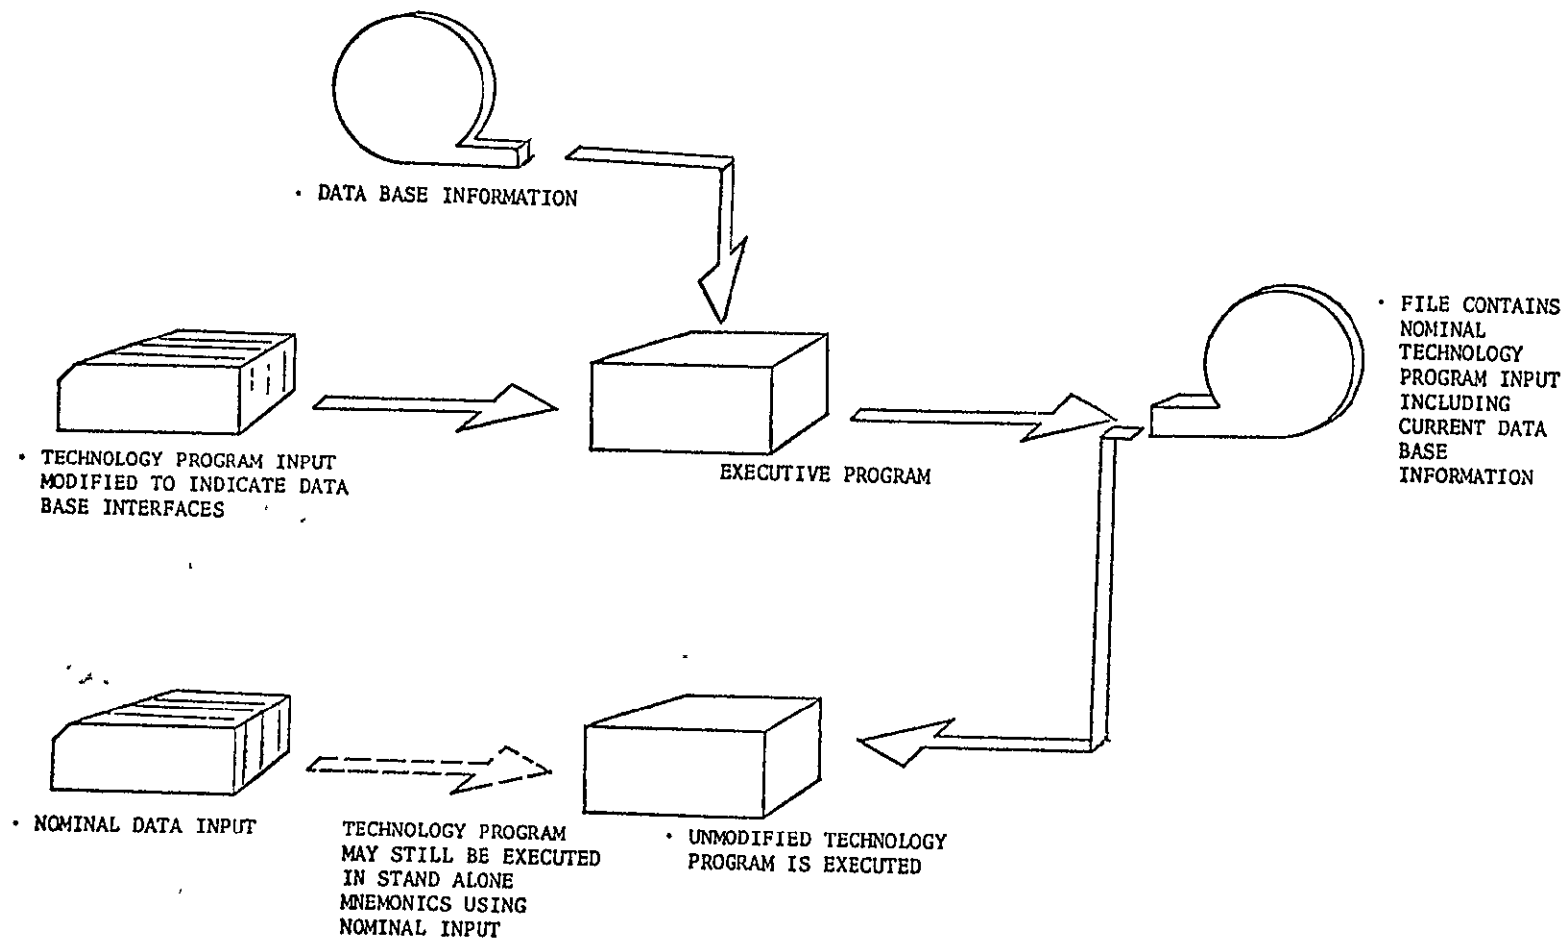 · DATA BASE INFORMATION
· FILE CONTAINS
NOMINAL
TECHNOLOGY
PROGRAM INPUT
INCLUDING
CURRENT DATA
BASE
INFORMATION
· TECHNOLOGY PROGRAM INPUT
MODIFIED TO INDICATE DATA
BASE INTERFACES
EXECUTIVE PROGRAM
· NOMINAL DATA INPUT
TECHNOLOGY PROGRAM
MAY STILL BE EXECUTED
IN STAND ALONE
MNEMONICS USING
NOMINAL INPUT
· UNMODIFIED TECHNOLOGY
PROGRAM IS EXECUTED